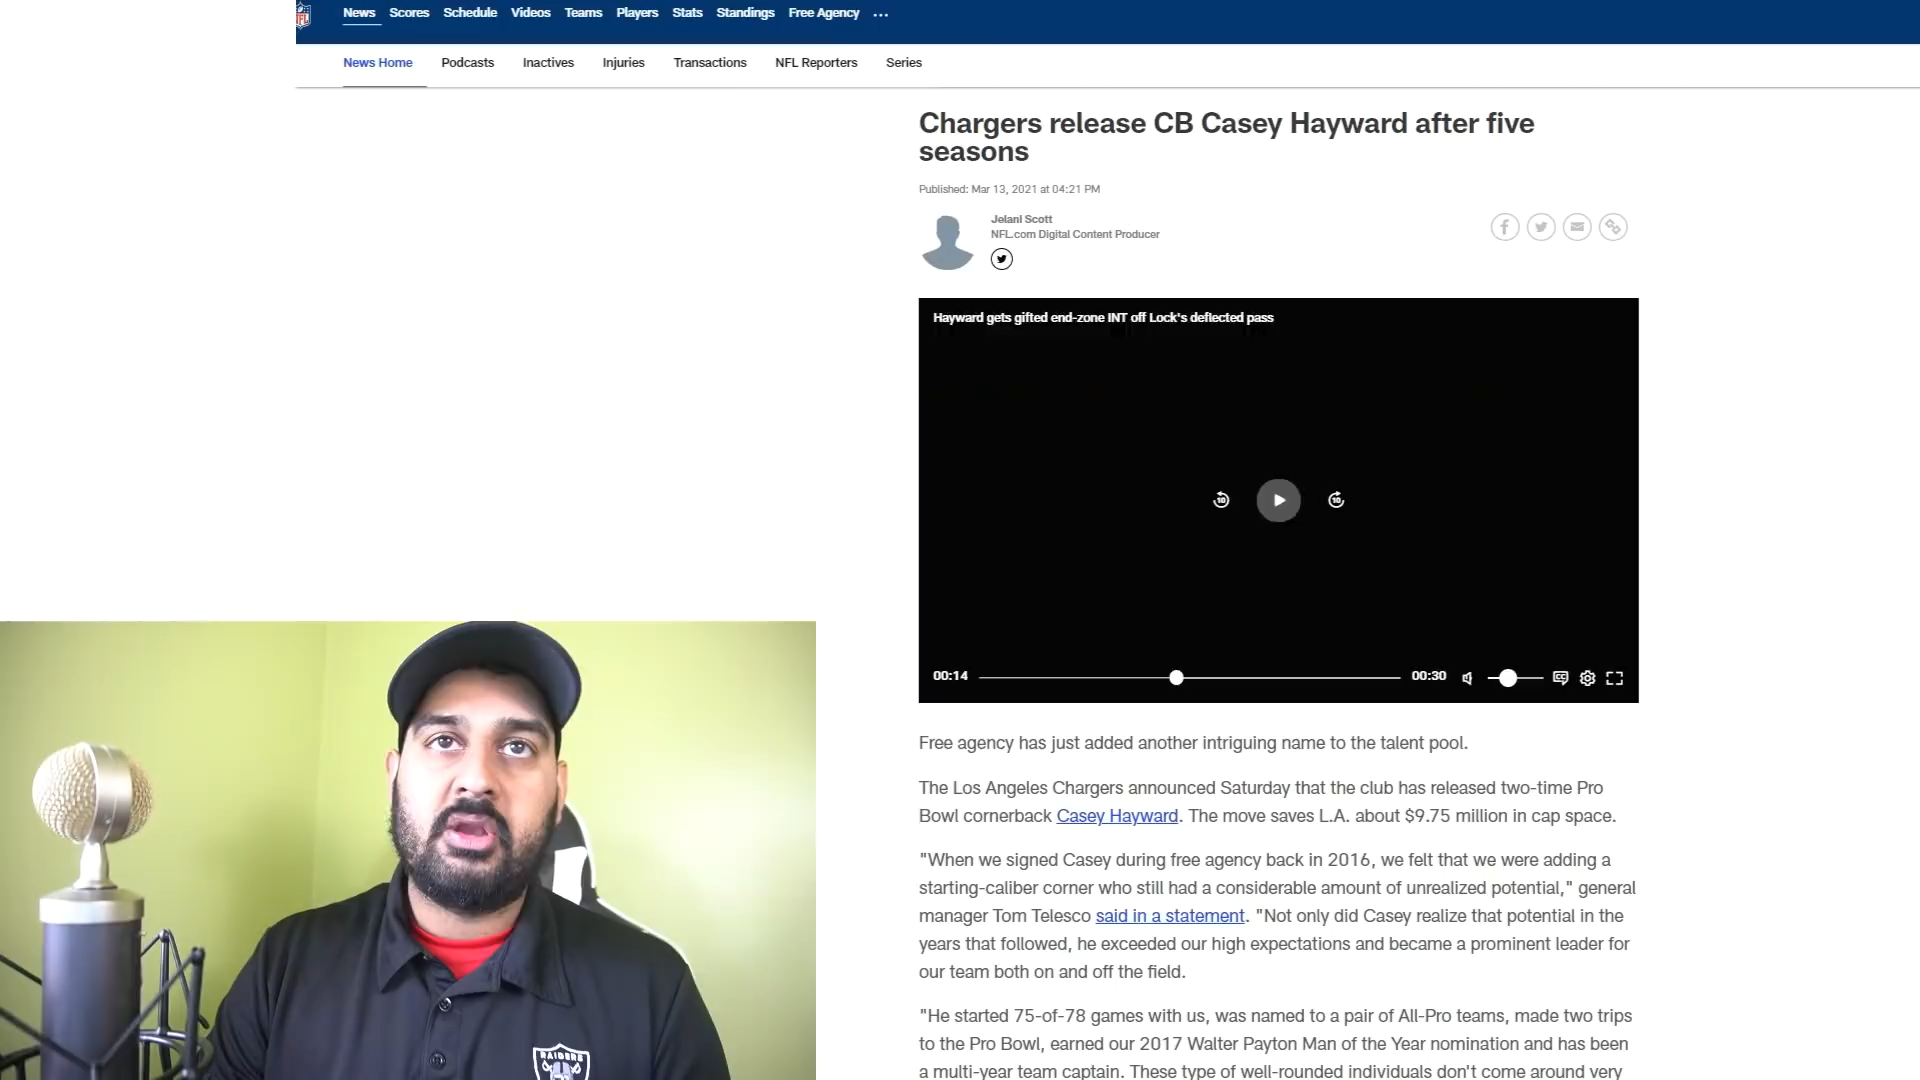 NFL
News Scores Schedule Videos Teams Players Stats Standings Free Agency ...
News Home Podcasts Inactives Injuries Transactions NFL Reporters Series
Chargers release CB Casey Hayward after five
seasons
Published: Mar 13, 2021 at 04:21 PM
Jelani Scott
NFL.com Digital Content Producer
Hayward gets gifted end-zone INT off Lock's deflected pass
10 10
00:14 00:30 CC
Free agency has just added another intriguing name to the talent pool.
The Los Angeles Chargers announced Saturday that the club has released two-time Pro
Bowl cornerback Casey Hayward. The move saves L.A. about $9.75 million in cap space.
"When we signed Casey during free agency back in 2016, we felt that we were adding a
starting-caliber corner who still had a considerable amount of unrealized potential," general
manager Tom Telesco said in a statement. "Not only did Casey realize that potential in the
years that followed, he exceeded our high expectations and became a prominent leader for
our team both on and off the field.
"He started 75-of-78 games with us, was named to a pair of All-Pro teams, made two trips
to the Pro Bowl, earned our 2017 Walter Payton Man of the Year nomination and has been
a multi-year team captain. These type of well-rounded individuals don't come around very
RAIDERS